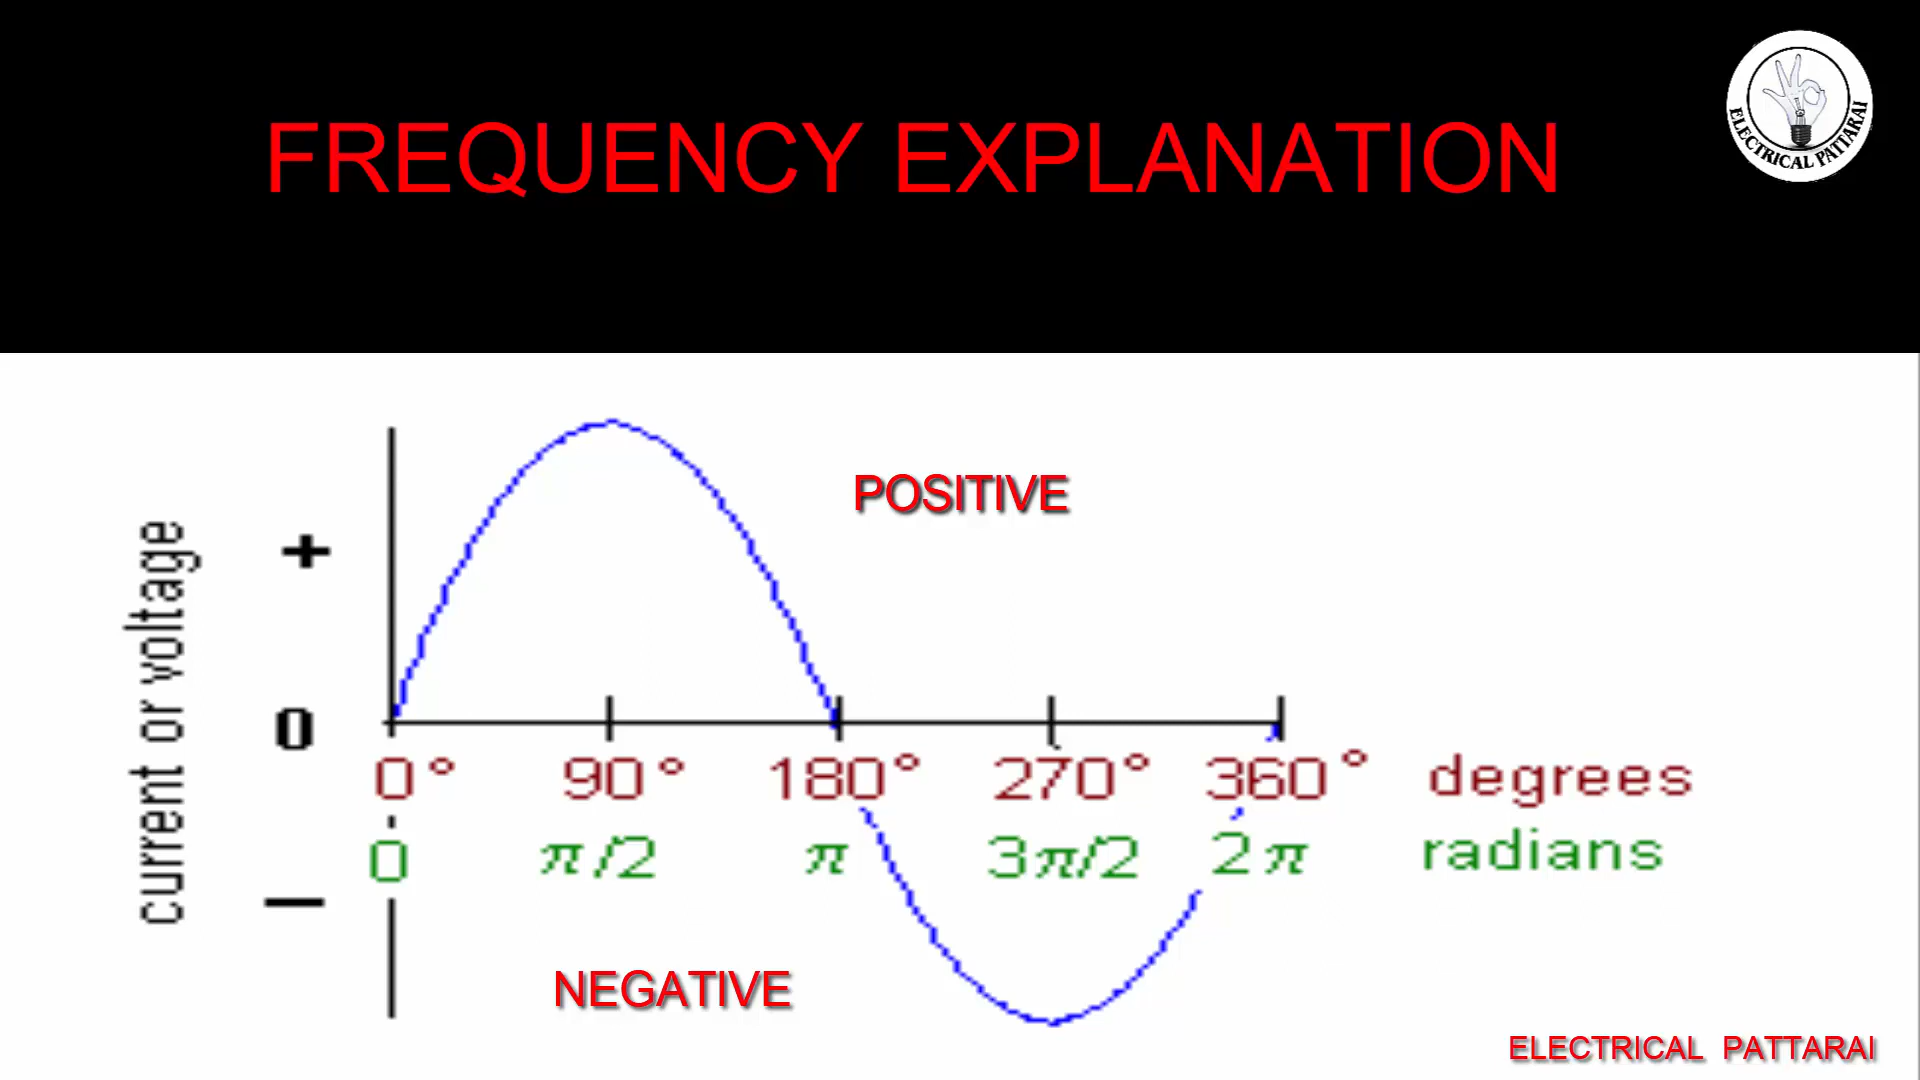 FREQUENCY EXPLANATION
ELECTRICAL PATTARAI
POSITIVE
current or voltage
+
0
0° 90° 180° 270° 360° degrees
0 π/2 π 3π/2 2π radians
—
NEGATIVE
ELECTRICAL PATTARAI